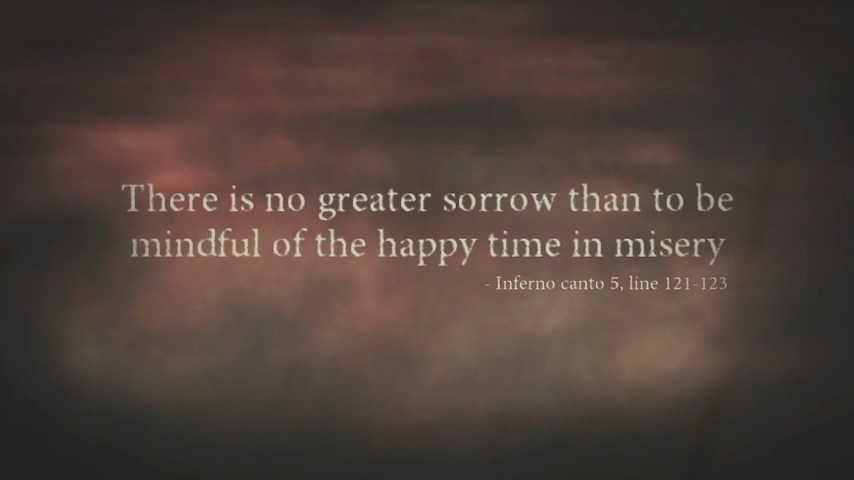 There is no greater sorrow than to be
mindful of the happy time in misery
- Inferno canto 5, line 121-123